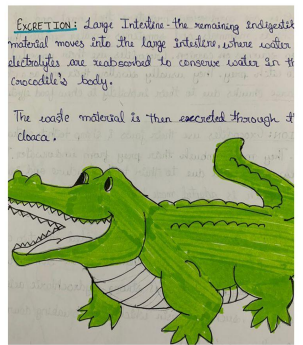 EXCRETION: Large Intestine - the remaining indigestib
material moves into the large intestine, where water
electrolytes are reabsorbed to conserve water in th
Crocodile's body.
The waste material is then excreted through t
cloaca.